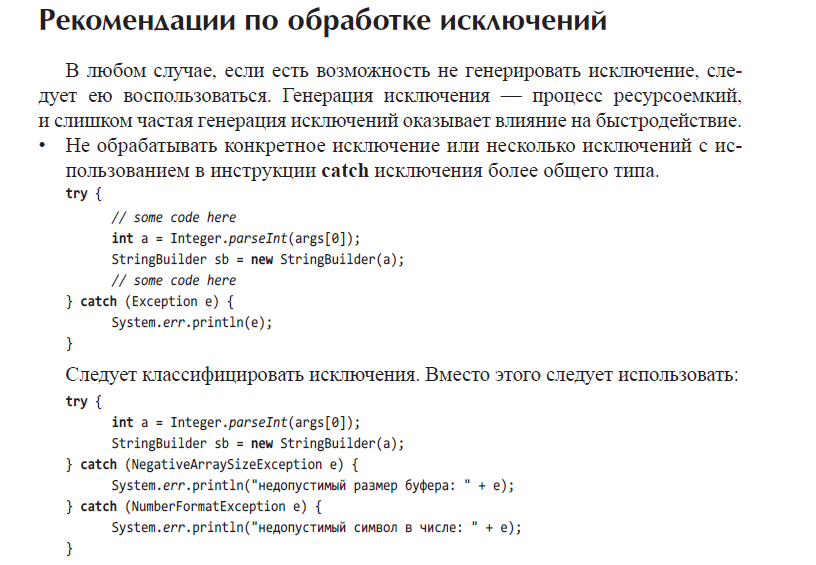 Рекомендации по обработке исключений
В любом случае, если есть возможность не генерировать исключение, сле-
дует ею воспользоваться. Генерация исключения — процесс ресурсоемкий,
и слишком частая генерация исключений оказывает влияние на быстродействие.
• Не обрабатывать конкретное исключение или несколько исключений с ис-
пользованием в инструкции catch исключения более общего типа.
try {
// some code here
int a = Integer.parseInt(args[0]);
StringBuilder sb = new StringBuilder(a);
// some code here
} catch (Exception e) {
System.err.println(e);
}
Следует классифицировать исключения. Вместо этого следует использовать:
try {
int a = Integer.parseInt(args[0]);
StringBuilder sb = new StringBuilder(a);
} catch (NegativeArraySizeException e) {
System.err.println("недопустимый размер буфера: " + e);
} catch (NumberFormatException e) {
System.err.println("недопустимый символ в числе: " + e);
}